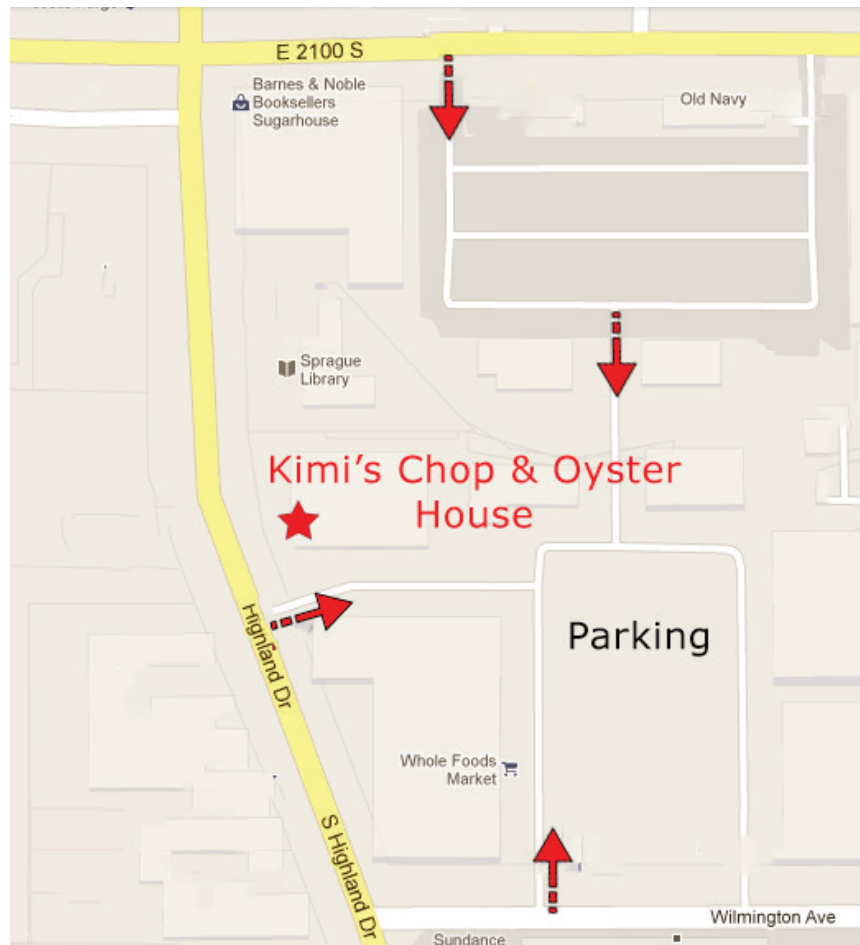 E 2100 S
Barnes & Noble
Booksellers
Sugarhouse
Old Navy
Sprague
Library
Kimi's Chop & Oyster
House
Highland Dr
Parking
Whole Foods
Market
S Highland Dr
Wilmington Ave
Sundance